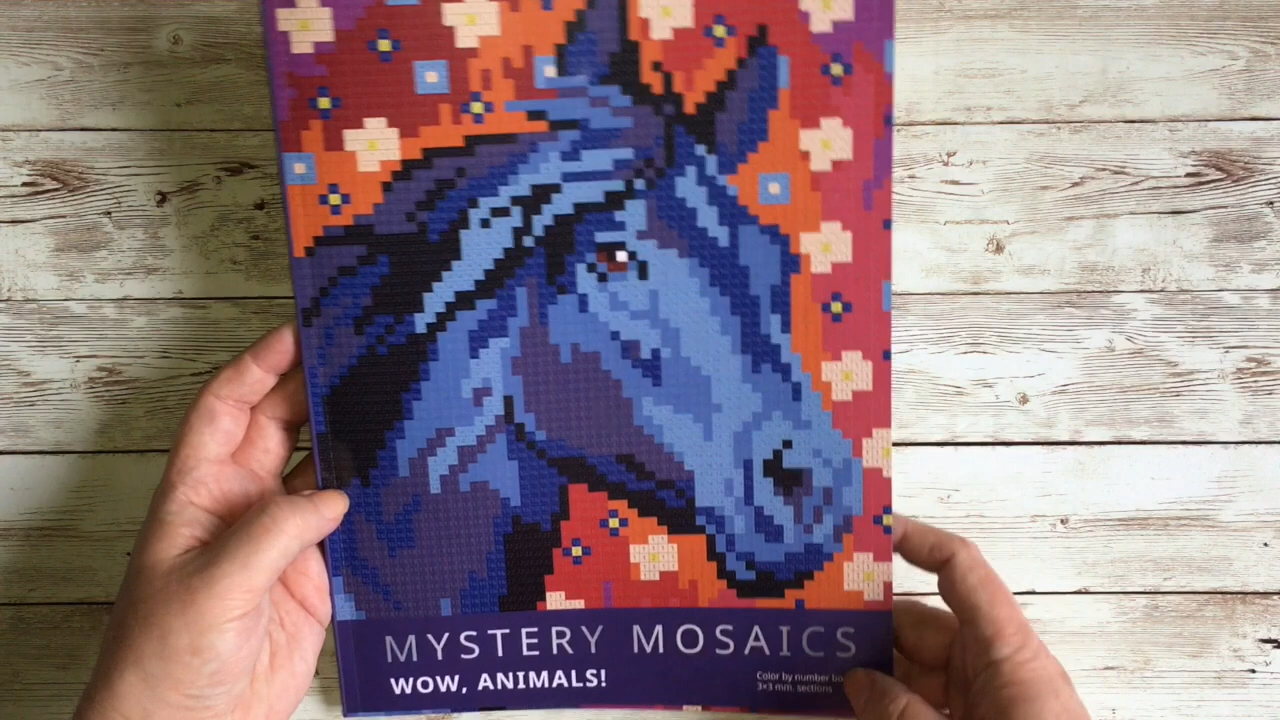 MYSTERY MOSAICS
WOW, ANIMALS!
Color by number
3×3 mm. sections